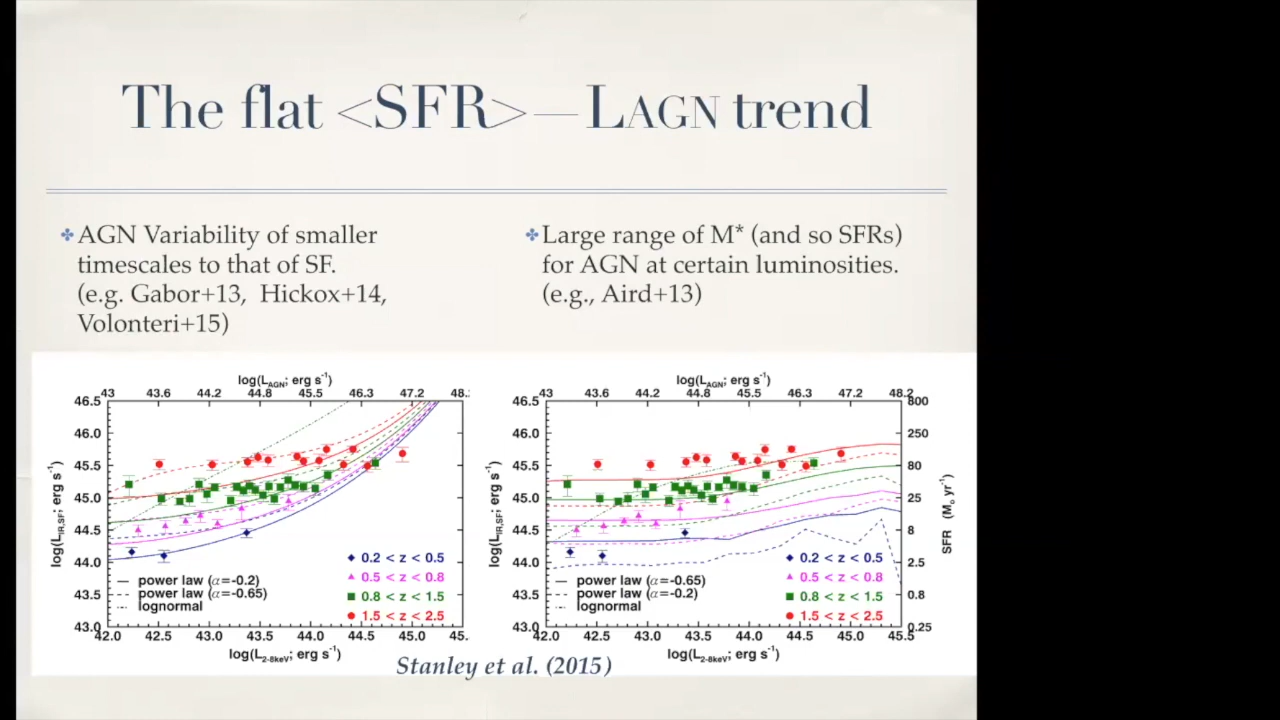 The flat <SFR>—LAGN trend
✤AGN Variability of smaller
timescales to that of SF.
(e.g. Gabor+13, Hickox+14,
Volonteri+15)
✤Large range of M* (and so SFRs)
for AGN at certain luminosities.
(e.g., Aird+13)
log(LAGN; erg s-1)
43 43.6 44.2 44.8 45.5 46.3 47.2 48.
46.5
46.0
45.5
45.0
44.5
44.0
43.5
43.0
log(LIR,SF; erg s-1)
0.2 < z < 0.5
0.5 < z < 0.8
0.8 < z < 1.5
1.5 < z < 2.5
power law (α=-0.2)
power law (α=-0.65)
lognormal
42.0 42.5 43.0 43.5 44.0 44.5 45.
log(L2-8keV; erg s-1)
log(LAGN; erg s-1)
43 43.6 44.2 44.8 45.5 46.3 47.2 48.2
46.5
46.0
45.5
45.0
44.5
44.0
43.5
43.0
log(LIR,SF; erg s-1)
0.2 < z < 0.5
0.5 < z < 0.8
0.8 < z < 1.5
1.5 < z < 2.5
power law (α=-0.65)
power law (α=-0.2)
lognormal
800
250
80
25
8
2.5
0.8
0.25
SFR (M☉ yr-1)
42.0 42.5 43.0 43.5 44.0 44.5 45.0 45.5
log(L2-8keV; erg s-1)
Stanley et al. (2015)